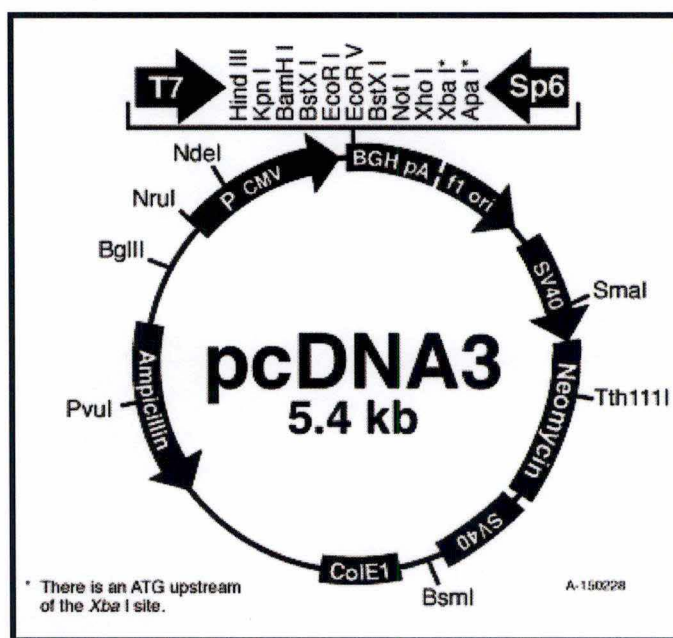 T7
Hind III
Kpn I
BamH I
BstX I
EcoR I
EcoR V
BstX I
Not I
Xho I
Xba I*
Apa I*
Sp6
NdeI
NruI
BglII
PvuI
P CMV
BGH pA
f1 ori
SV40
SmaI
Neomycin
Tth111I
SV40
BsmI
ColE1
Ampicillin
pcDNA3
5.4 kb
* There is an ATG upstream
of the Xba I site.
A-150228